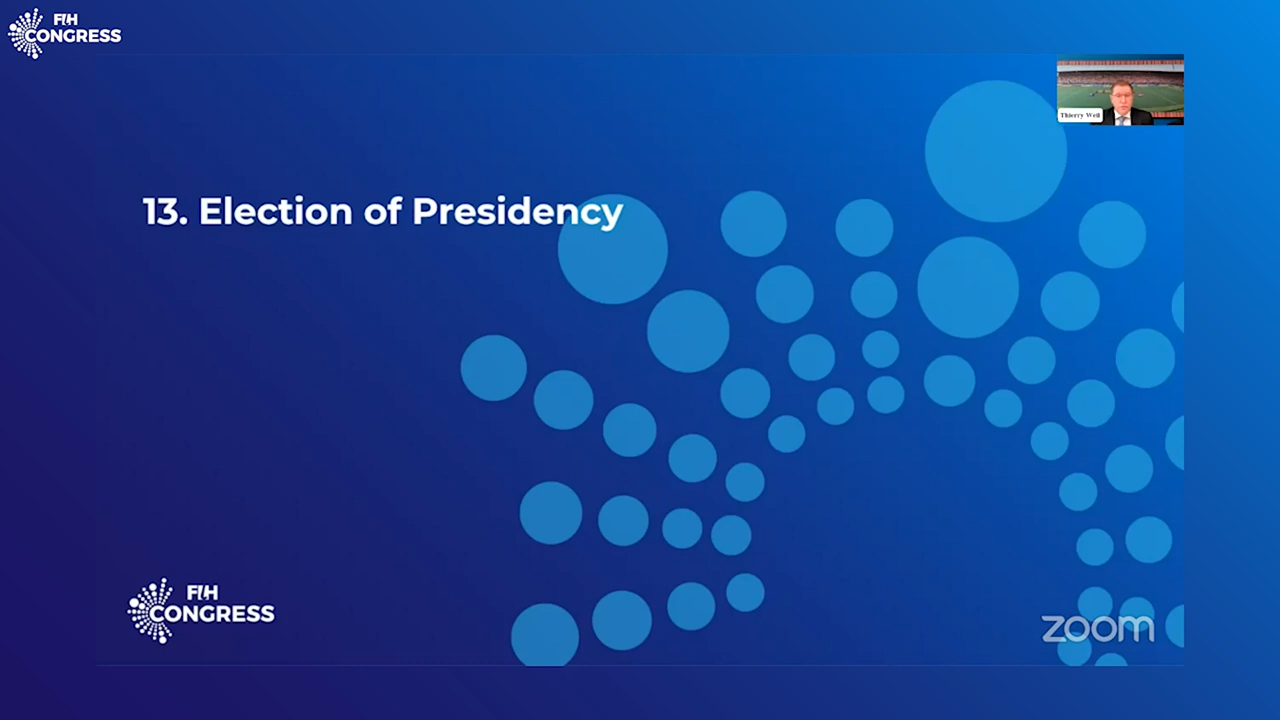 FIH
CONGRESS
Thierry Weil
13. Election of Presidency
FIH
CONGRESS
zoom